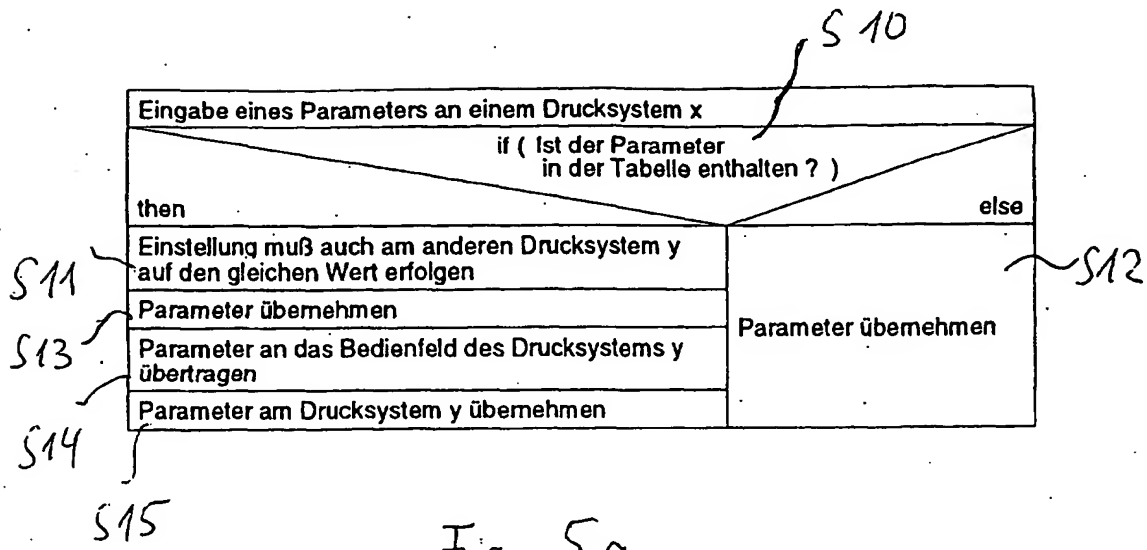 S 10
Eingabe eines Parameters an einem Drucksystem x
if ( Ist der Parameter
in der Tabelle enthalten ? )
then
else
Einstellung muß auch am anderen Drucksystem y
auf den gleichen Wert erfolgen
S11
S12
Parameter übernehmen
S13
Parameter übernehmen
Parameter an das Bedienfeld des Drucksystems y
übertragen
S14
Parameter am Drucksystem y übernehmen
S15
Fig. 5a